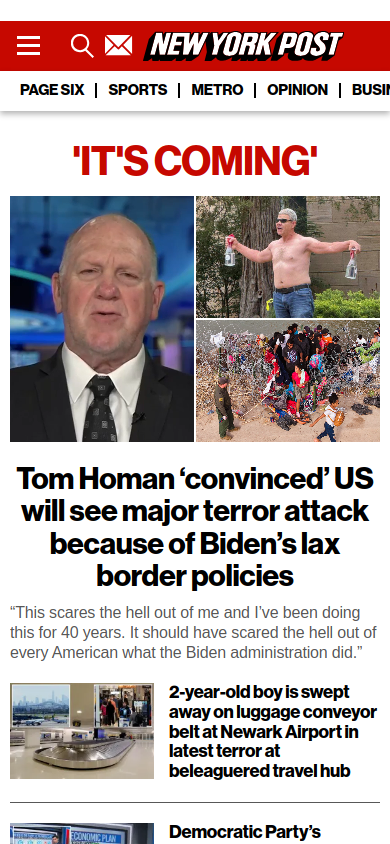 NEW YORK POST
PAGE SIX | SPORTS | METRO | OPINION | BUSI
'IT'S COMING'
Tom Homan ‘convinced’ US
will see major terror attack
because of Biden’s lax
border policies
“This scares the hell out of me and I’ve been doing
this for 40 years. It should have scared the hell out of
every American what the Biden administration did.”
2-year-old boy is swept
away on luggage conveyor
belt at Newark Airport in
latest terror at
beleaguered travel hub
ECONOMIC PLAN
Democratic Party’s